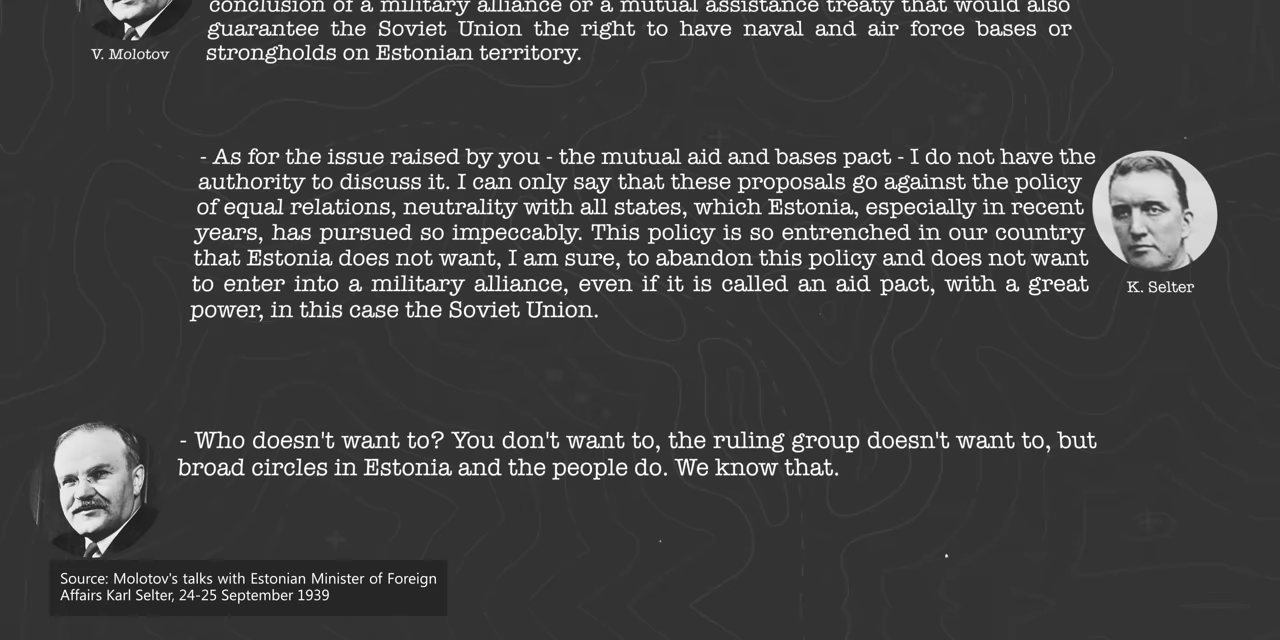 conclusion of a military alliance or a mutual assistance treaty that would also
guarantee the Soviet Union the right to have naval and air force bases or
strongholds on Estonian territory.
V. Molotov
- As for the issue raised by you - the mutual aid and bases pact - I do not have the
authority to discuss it. I can only say that these proposals go against the policy
of equal relations, neutrality with all states, which Estonia, especially in recent
years, has pursued so impeccably. This policy is so entrenched in our country
that Estonia does not want, I am sure, to abandon this policy and does not want
to enter into a military alliance, even if it is called an aid pact, with a great
power, in this case the Soviet Union.
K. Selter
- Who doesn't want to? You don't want to, the ruling group doesn't want to, but
broad circles in Estonia and the people do. We know that.
Source: Molotov's talks with Estonian Minister of Foreign
Affairs Karl Selter, 24-25 September 1939